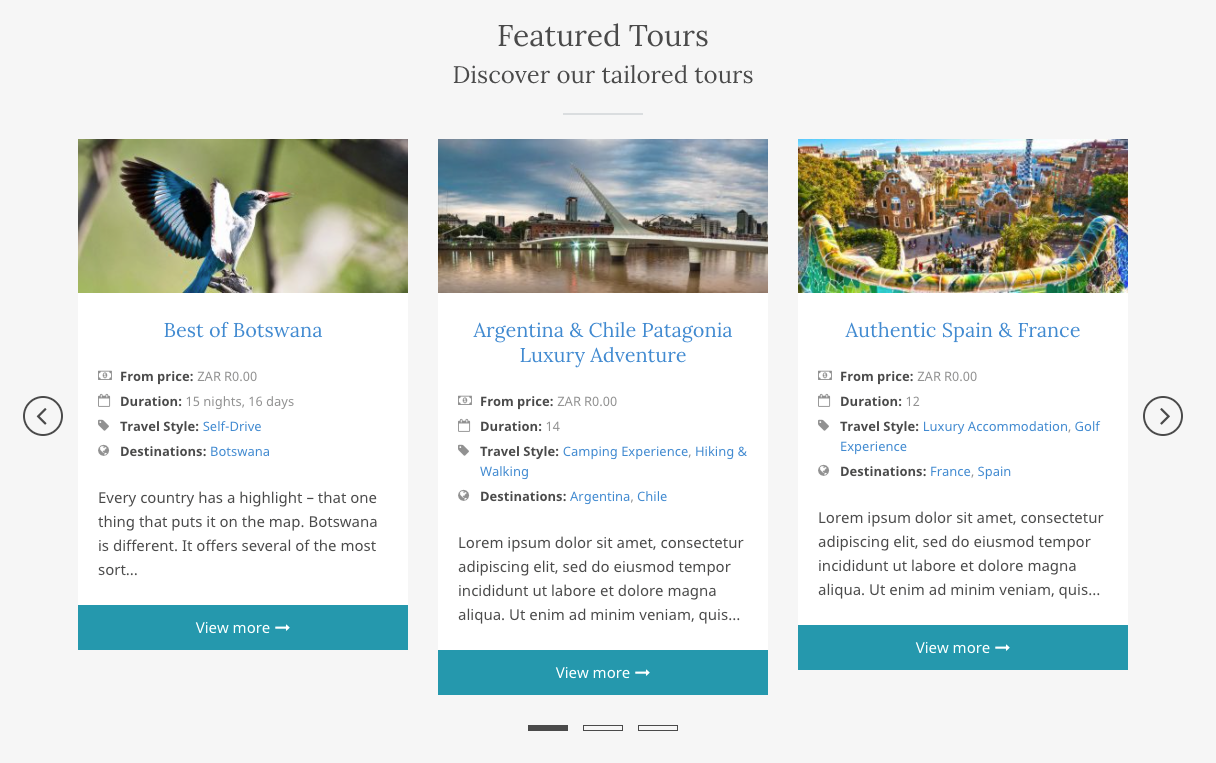 Featured Tours
Discover our tailored tours
Best of Botswana
From price: ZAR R0.00
Duration: 15 nights, 16 days
Travel Style: Self-Drive
Destinations: Botswana
Every country has a highlight – that one
thing that puts it on the map. Botswana
is different. It offers several of the most
sort...
View more
Argentina & Chile Patagonia
Luxury Adventure
From price: ZAR R0.00
Duration: 14
Travel Style: Camping Experience, Hiking &
Walking
Destinations: Argentina, Chile
Lorem ipsum dolor sit amet, consectetur
adipiscing elit, sed do eiusmod tempor
incididunt ut labore et dolore magna
aliqua. Ut enim ad minim veniam, quis...
View more
Authentic Spain & France
From price: ZAR R0.00
Duration: 12
Travel Style: Luxury Accommodation, Golf
Experience
Destinations: France, Spain
Lorem ipsum dolor sit amet, consectetur
adipiscing elit, sed do eiusmod tempor
incididunt ut labore et dolore magna
aliqua. Ut enim ad minim veniam, quis...
View more